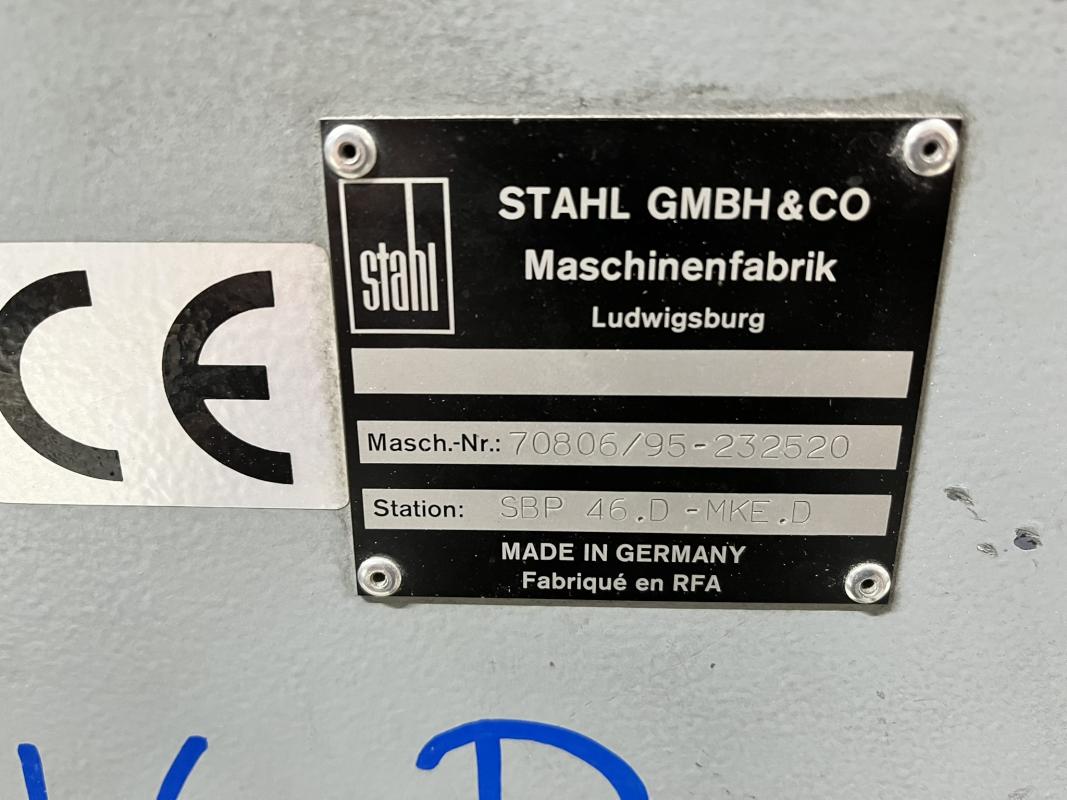 CE
stahl
STAHL GMBH & CO
Maschinenfabrik
Ludwigsburg
Masch.-Nr.: 70806/95-232520
Station: SBP 46.D -MKE.D
MADE IN GERMANY
Fabriqué en RFA